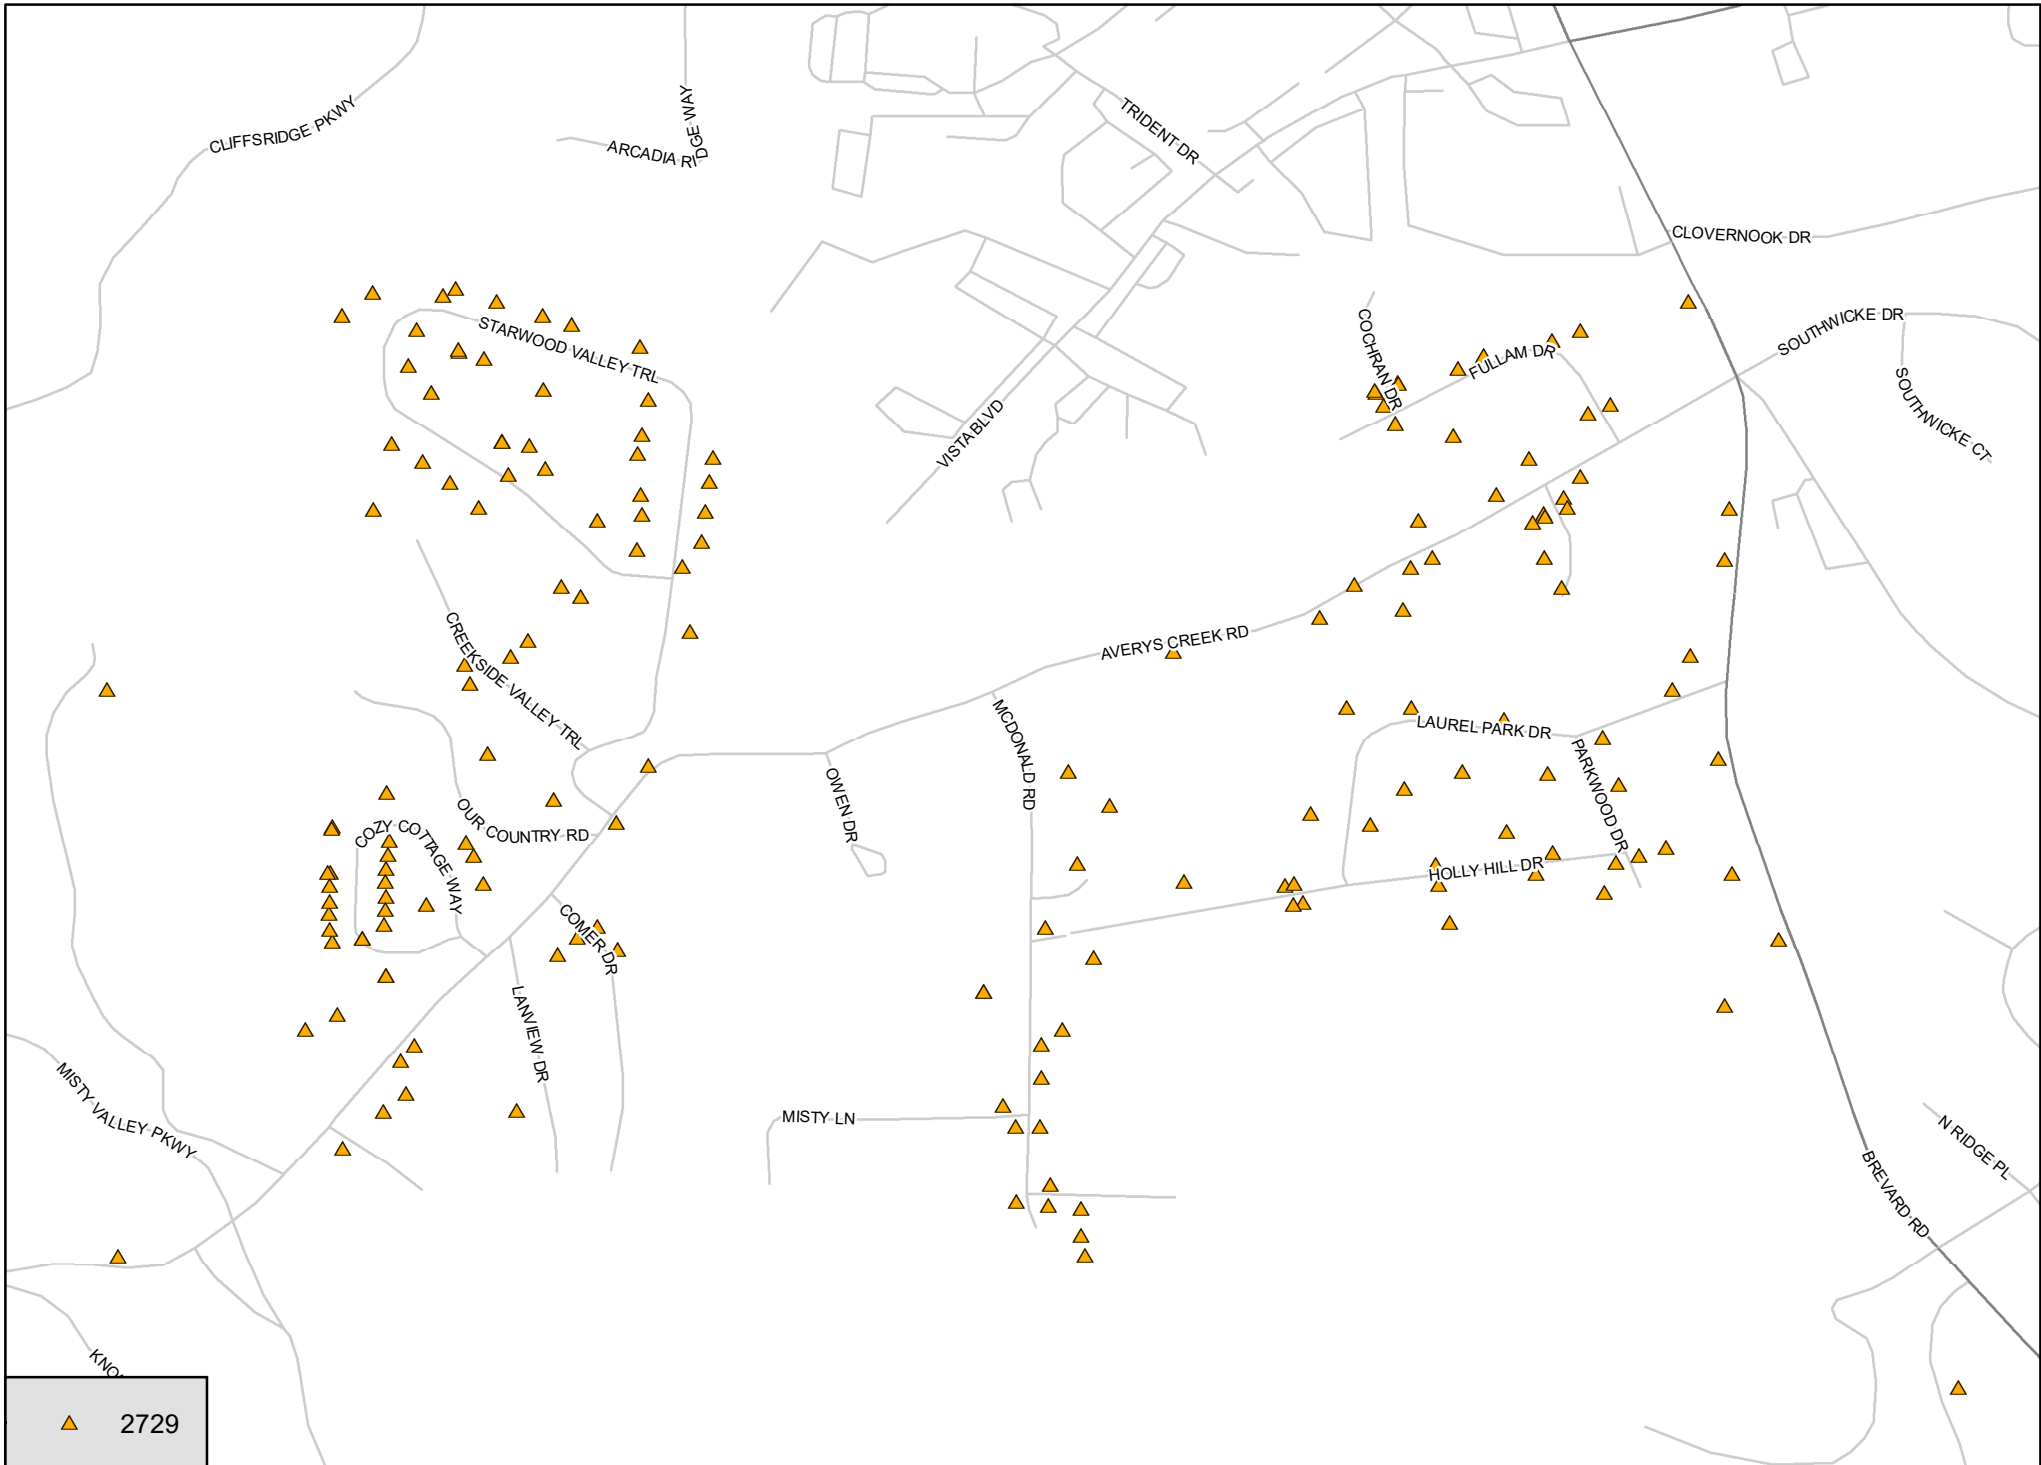 CLIFFSRIDGE PKWY
DGE WAY
ARCADIA RI
TRIDENT DR
CLOVERNOOK DR
STARWOOD VALLEY TRL
COCHRAN DR
FULLAM DR
SOUTHWICKE DR
SOUTHWICKE CT
VISTA BLVD
CREEKSIDE VALLEY TRL
AVERYS CREEK RD
MCDONALD RD
LAUREL PARK DR
PARKWOOD DR
OWEN DR
OUR COUNTRY RD
COZY COTTAGE WAY
HOLLY HILL DR
COMER DR
LANVIEW DR
MISTY VALLEY PKWY
MISTY LN
N RIDGE PL
BREVARD RD
KNO
2729